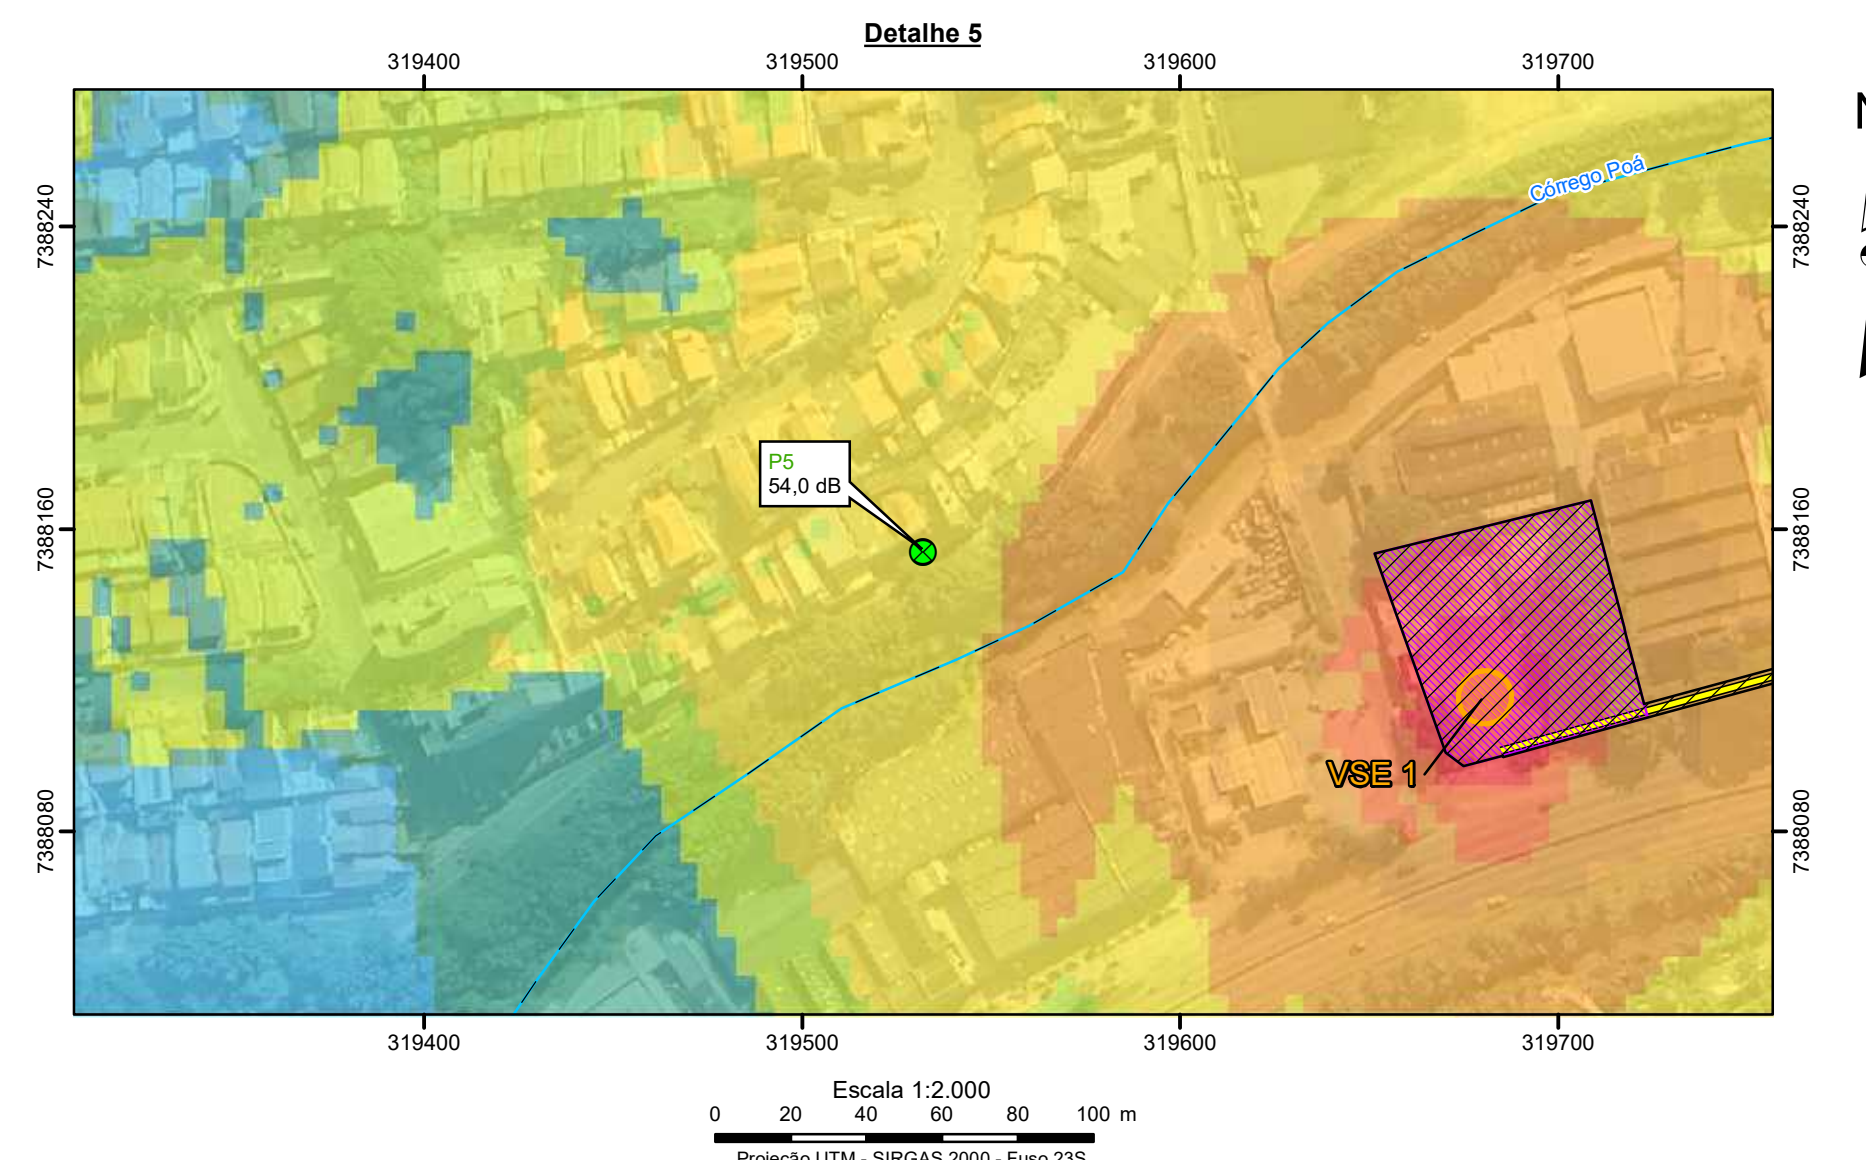 Detalhe 5
319400 319500 319600 319700
N
Córrego Poá
7388240 7388240
P5
54,0 dB
7388160 7388160
VSE 1
7388080 7388080
319400 319500 319600 319700
Escala 1:2.000
0 20 40 60 80 100 m
Projeção UTM - SIRGAS 2000 - Fuso 23S